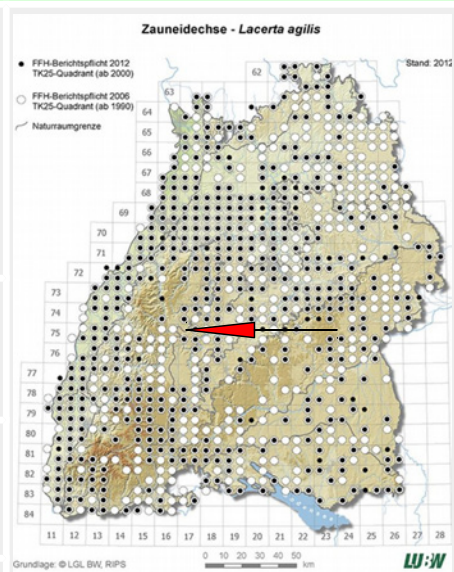 Zauneidechse - Lacerta agilis
FFH-Berichtspflicht 2012
TK25-Quadrant (ab 2000)
FFH-Berichtspflicht 2006
TK25-Quadrant (ab 1990)
Naturraumgrenze
Stand: 2012
62
63
64
65
66
67
68
69
70
71
72
73
74
75
76
77
78
79
80
81
82
83
84
11 12 13 14 15 16 17 18 19 20 21 22 23 24 25 26 27 28
Grundlage: © LGL BW, RIPS
0 10 20 30 40 50
km
LUBW